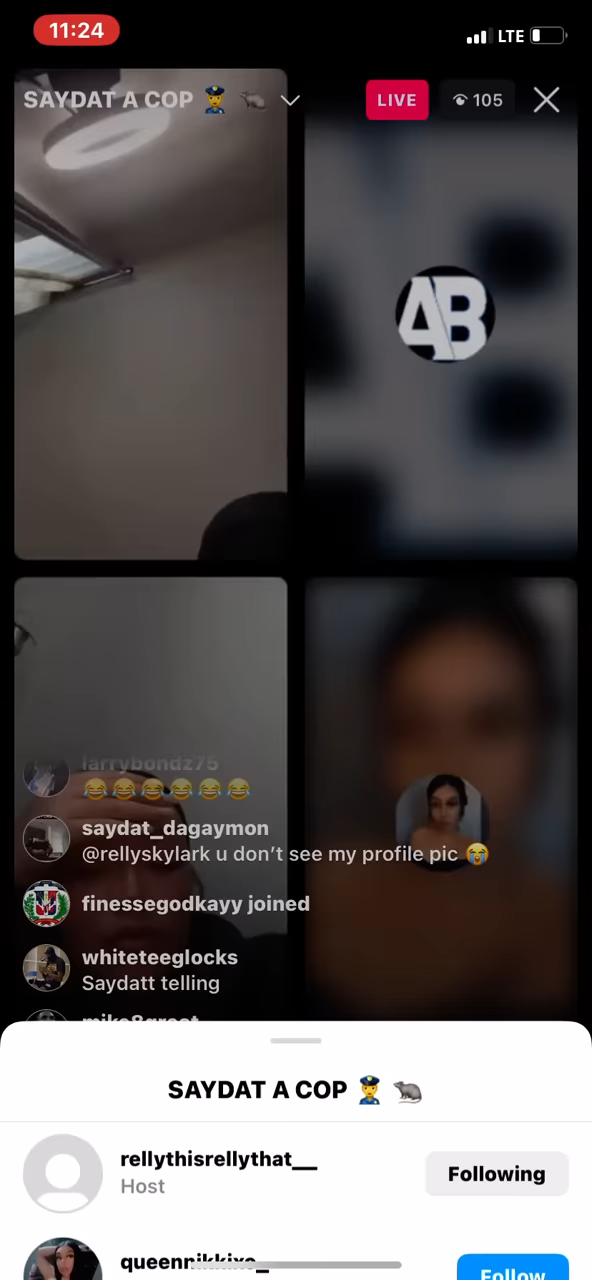 11:24
LTE
SAYDAT A COP 👮 🐀
LIVE
105
AB
larrybondz75
😂😂😂😂😂😂
saydat_dagaymon
@rellyskylark u don’t see my profile pic 😭
finessegodkayy joined
whiteteeglocks
Saydatt telling
SAYDAT A COP 👮 🐀
rellythisrellythat__
Host
Following
Follow